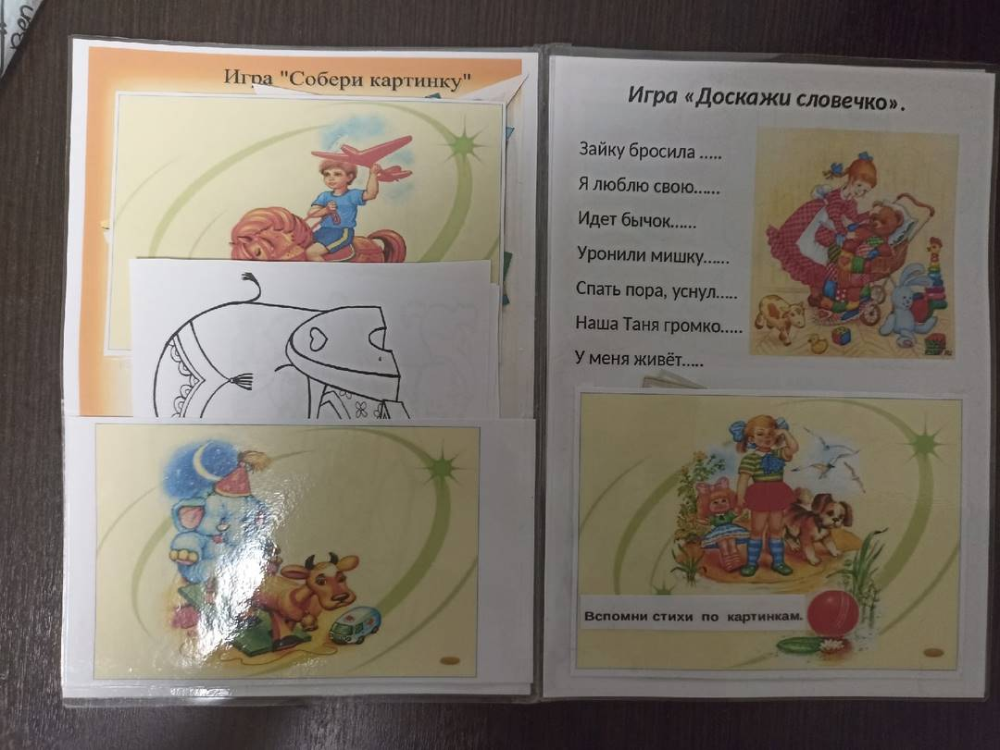 Игра "Собери картинку"
Игра «Доскажи словечко».
Зайку бросила .....
Я люблю свою......
Идет бычок......
Уронили мишку......
Спать пора, уснул.....
Наша Таня громко.....
У меня живёт.....
Вспомни стихи по картинкам.